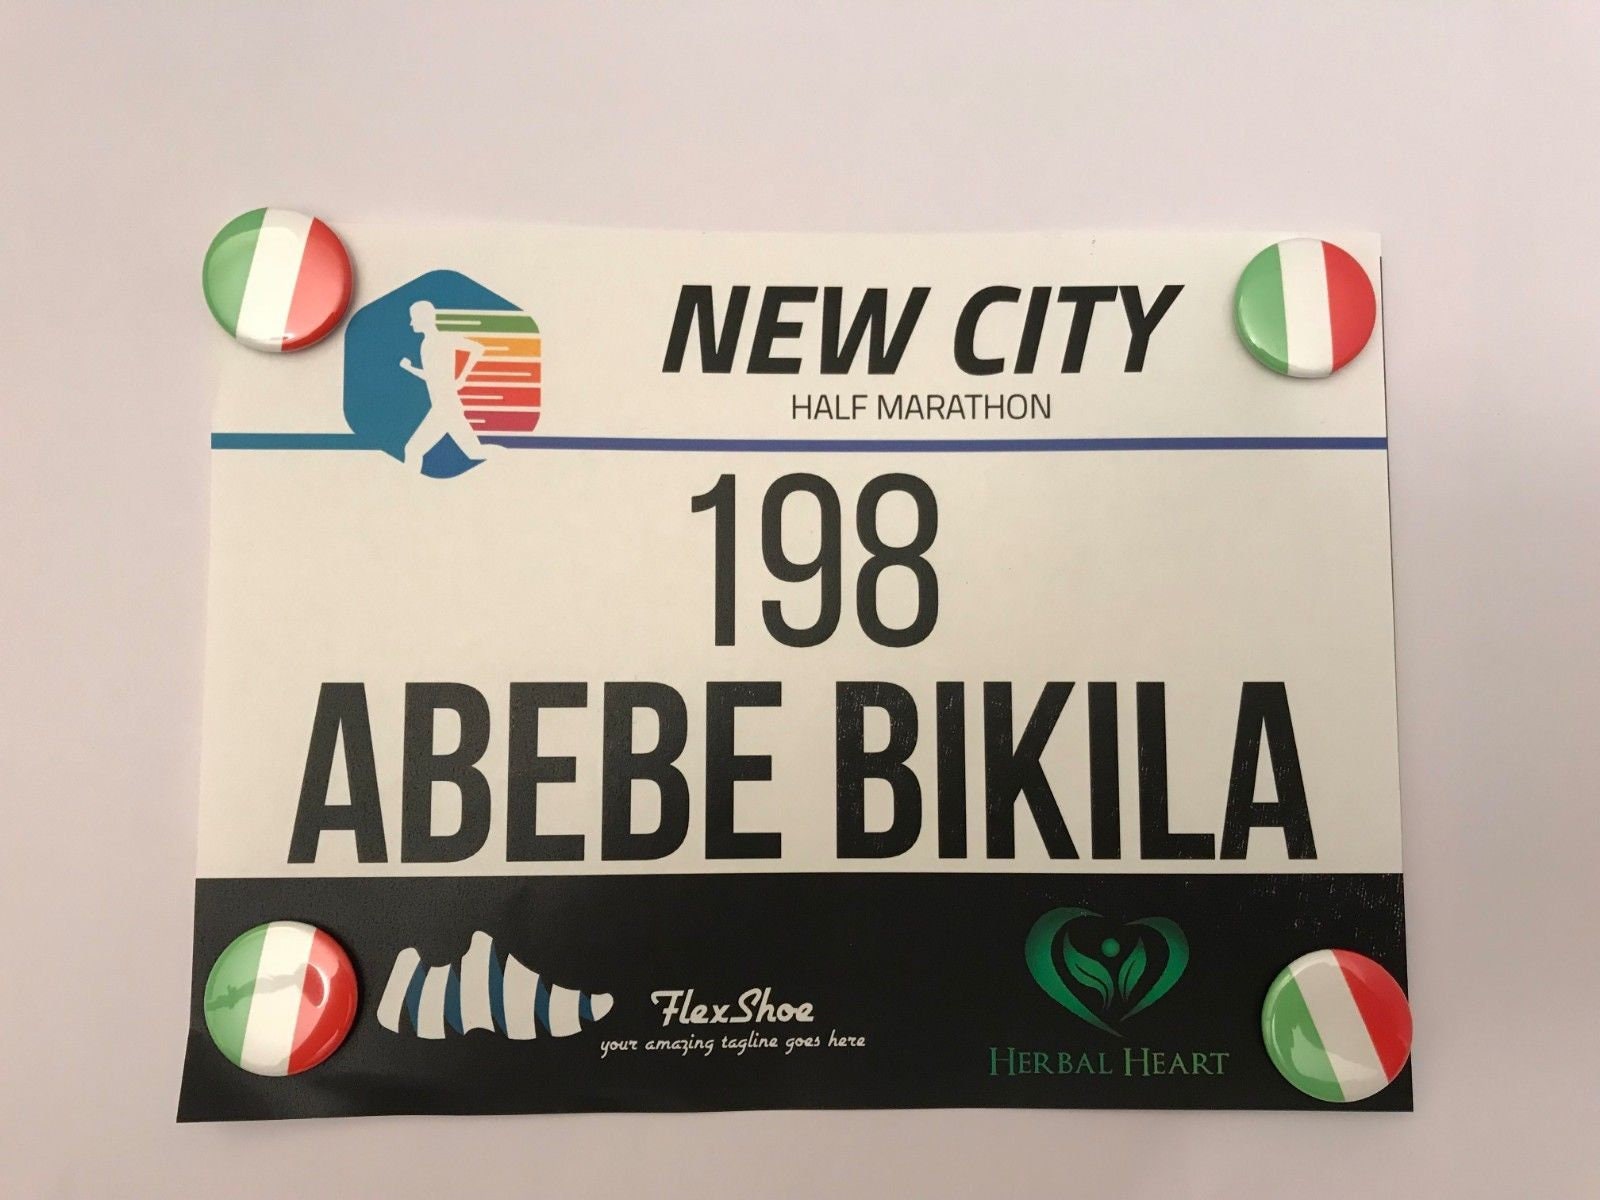 NEW CITY
HALF MARATHON
198
ABEBE BIKILA
FlexShoe
your amazing tagline goes here
HERBAL HEART